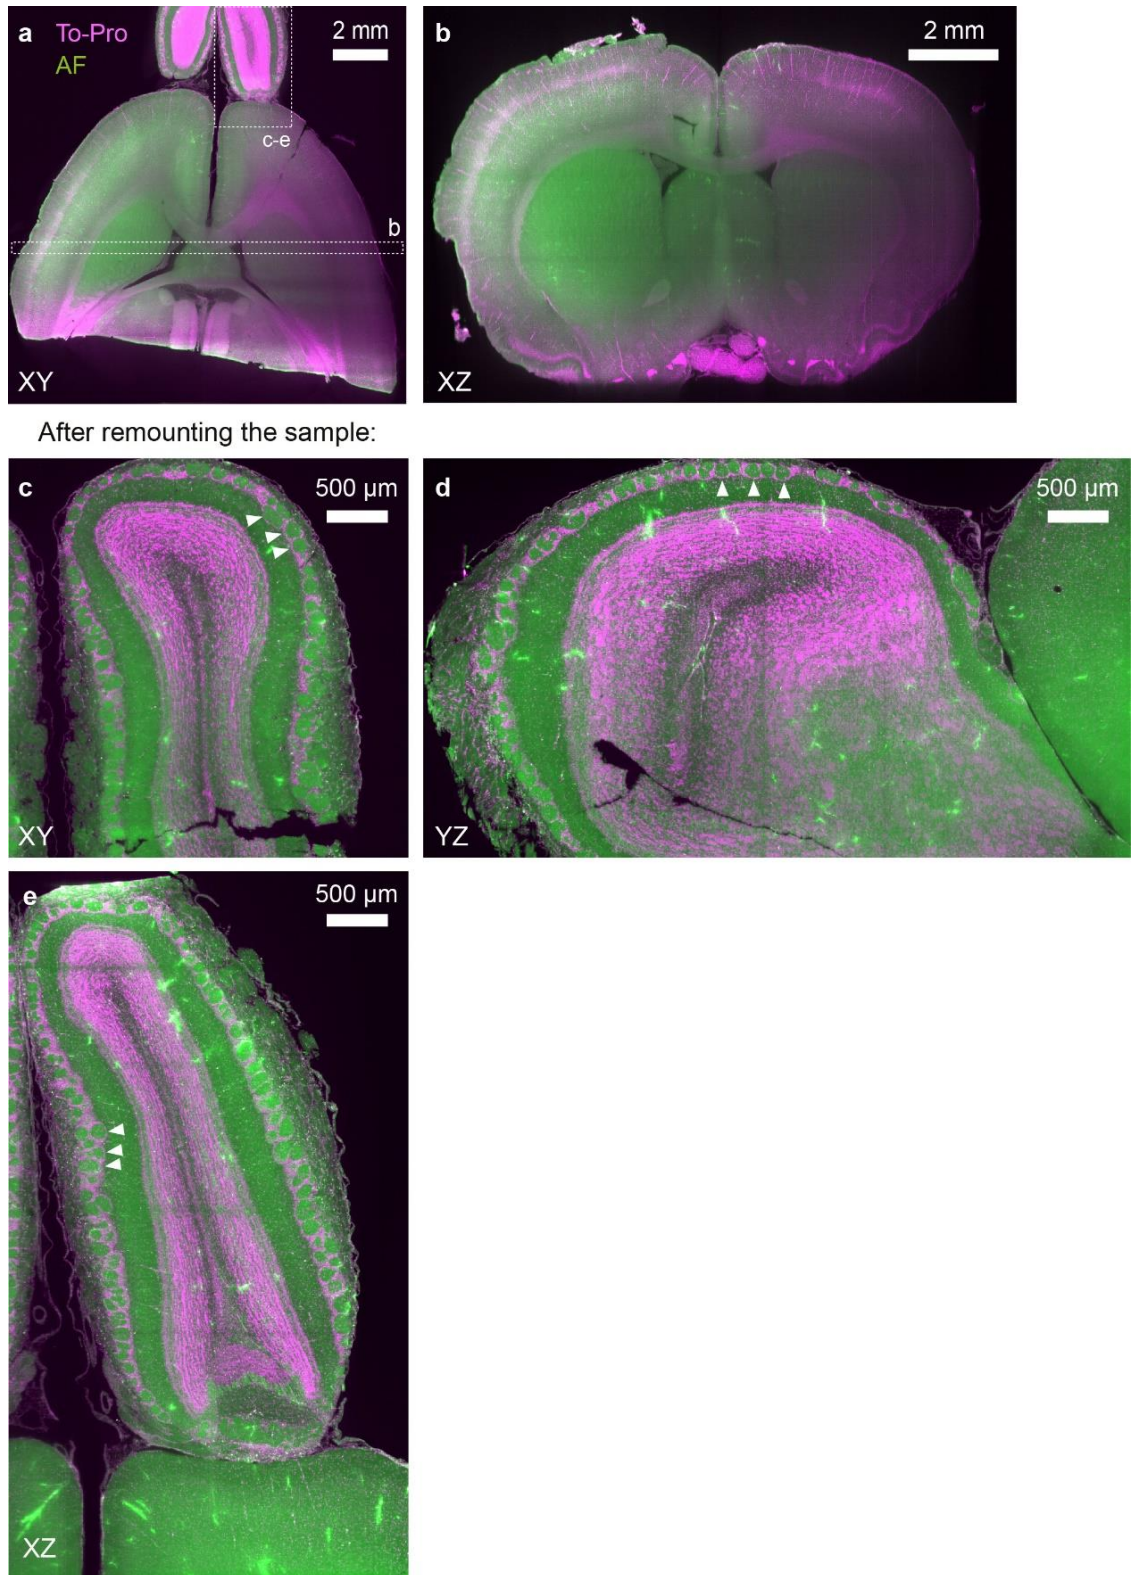 a To-Pro 2 mm
AF
c-e
b
XY
b 2 mm
XZ
After remounting the sample:
c 500 µm
XY
d 500 µm
YZ
e 500 µm
XZ